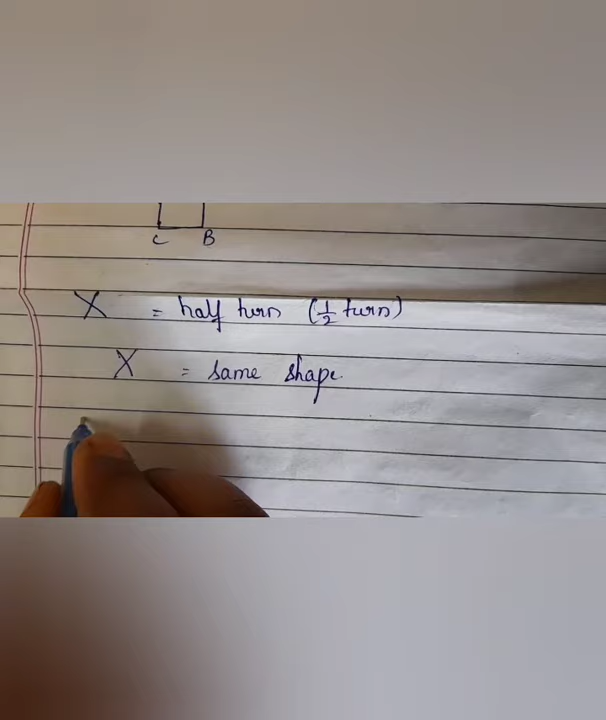 C B
X = half turn (1/2 turn)
X = same shape.